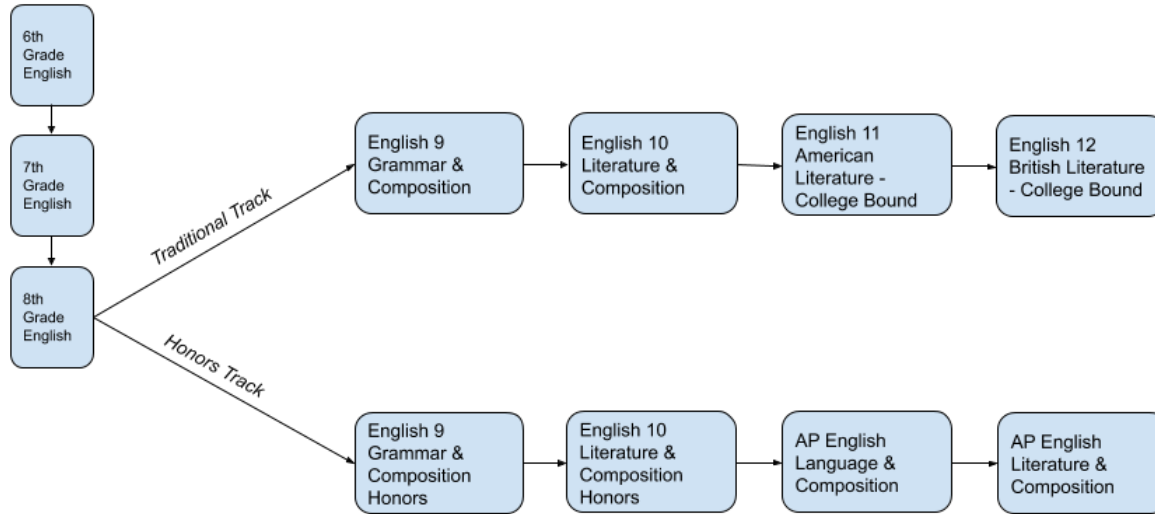 6th
Grade
English
7th
Grade
English
8th
Grade
English
Traditional Track
English 9
Grammar &
Composition
English 10
Literature &
Composition
English 11
American
Literature -
College Bound
English 12
British Literature
- College Bound
Honors Track
English 9
Grammar &
Composition
Honors
English 10
Literature &
Composition
Honors
AP English
Language &
Composition
AP English
Literature &
Composition